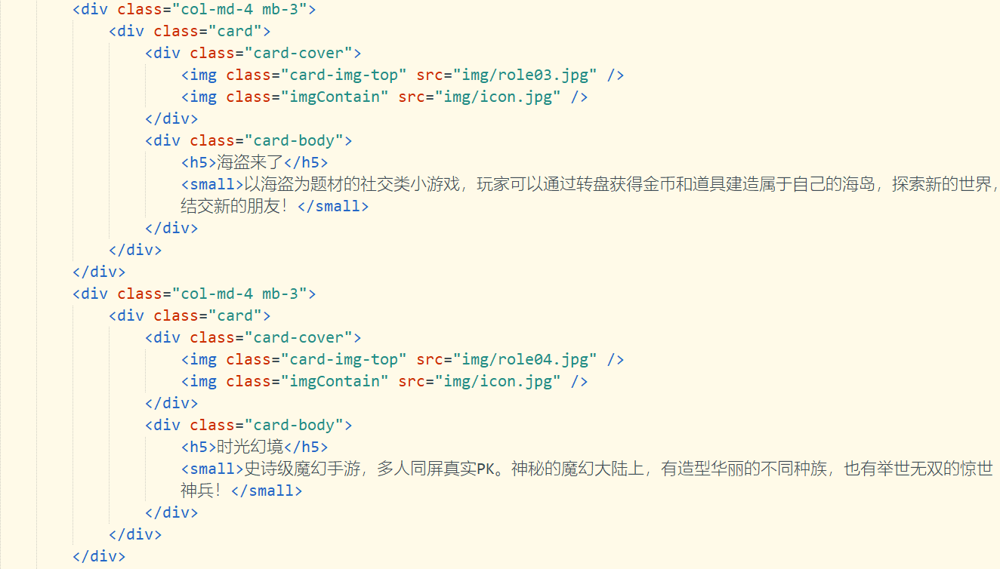 <div class="col-md-4 mb-3">
<div class="card">
<div class="card-cover">
<img class="card-img-top" src="img/role03.jpg" />
<img class="imgContain" src="img/icon.jpg" />
</div>
<div class="card-body">
<h5>海盗来了</h5>
<small>以海盗为题材的社交类小游戏，玩家可以通过转盘获得金币和道具建造属于自己的海岛，探索新的世界，
结交新的朋友！</small>
</div>
</div>
</div>
<div class="col-md-4 mb-3">
<div class="card">
<div class="card-cover">
<img class="card-img-top" src="img/role04.jpg" />
<img class="imgContain" src="img/icon.jpg" />
</div>
<div class="card-body">
<h5>时光幻境</h5>
<small>史诗级魔幻手游，多人同屏真实PK。神秘的魔幻大陆上，有造型华丽的不同种族，也有举世无双的惊世
神兵！</small>
</div>
</div>
</div>